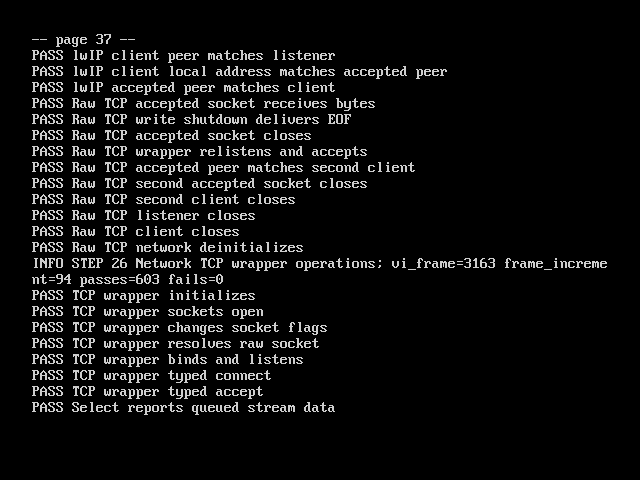 -- page 37 --
PASS lwIP client peer matches listener
PASS lwIP client local address matches accepted peer
PASS lwIP accepted peer matches client
PASS Raw TCP accepted socket receives bytes
PASS Raw TCP write shutdown delivers EOF
PASS Raw TCP accepted socket closes
PASS Raw TCP wrapper relistens and accepts
PASS Raw TCP accepted peer matches second client
PASS Raw TCP second accepted socket closes
PASS Raw TCP second client closes
PASS Raw TCP listener closes
PASS Raw TCP client closes
PASS Raw TCP network deinitializes
INFO STEP 26 Network TCP wrapper operations; vi_frame=3163 frame_increme
nt=94 passes=603 fails=0
PASS TCP wrapper initializes
PASS TCP wrapper sockets open
PASS TCP wrapper changes socket flags
PASS TCP wrapper resolves raw socket
PASS TCP wrapper binds and listens
PASS TCP wrapper typed connect
PASS TCP wrapper typed accept
PASS Select reports queued stream data